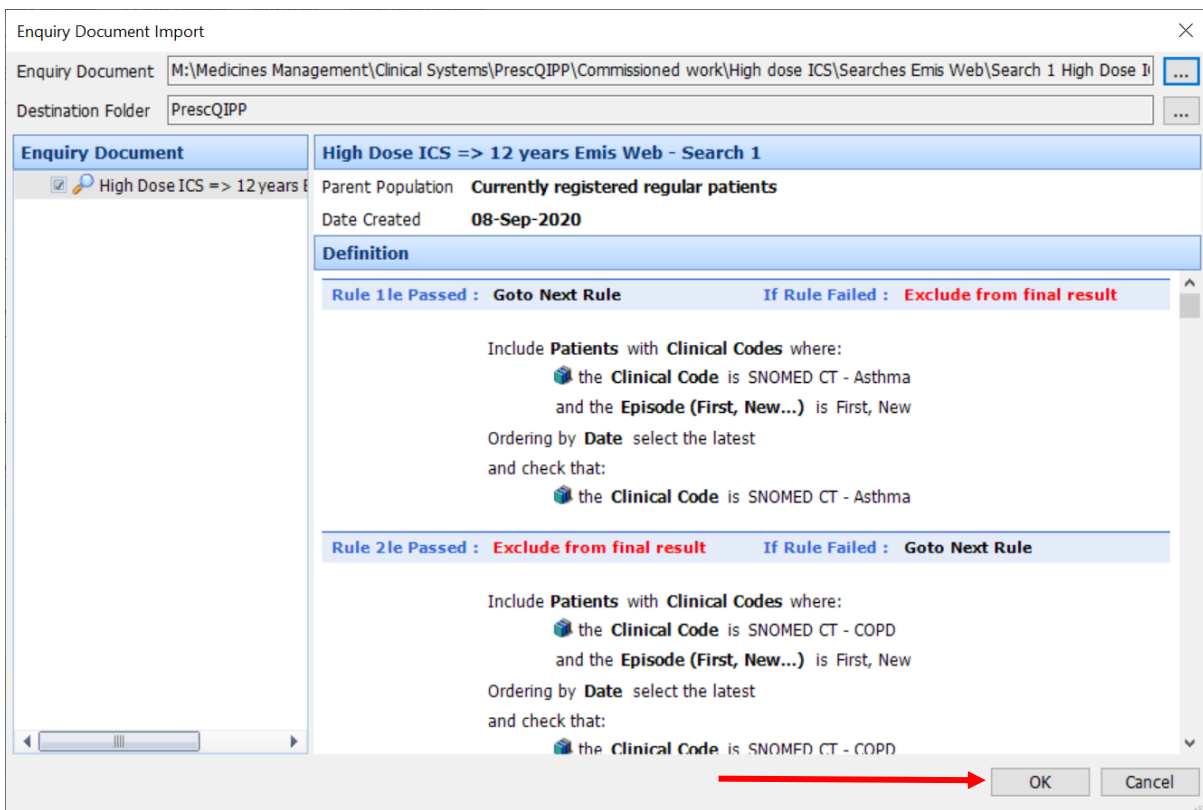 Enquiry Document Import
Enquiry Document M:\Medicines Management\Clinical Systems\PrescQIPP\Commissioned work\High dose ICS\Searches Emis Web\Search 1 High Dose ...
Destination Folder PrescQIPP ...
Enquiry Document
High Dose ICS => 12 years
High Dose ICS => 12 years Emis Web - Search 1
Parent Population Currently registered regular patients
Date Created 08-Sep-2020
Definition
Rule 1le Passed : Goto Next Rule If Rule Failed : Exclude from final result
Include Patients with Clinical Codes where:
the Clinical Code is SNOMED CT - Asthma
and the Episode (First, New...) is First, New
Ordering by Date select the latest
and check that:
the Clinical Code is SNOMED CT - Asthma
Rule 2le Passed : Exclude from final result If Rule Failed : Goto Next Rule
Include Patients with Clinical Codes where:
the Clinical Code is SNOMED CT - COPD
and the Episode (First, New...) is First, New
Ordering by Date select the latest
and check that:
the Clinical Code is SNOMED CT - COPD
OK Cancel